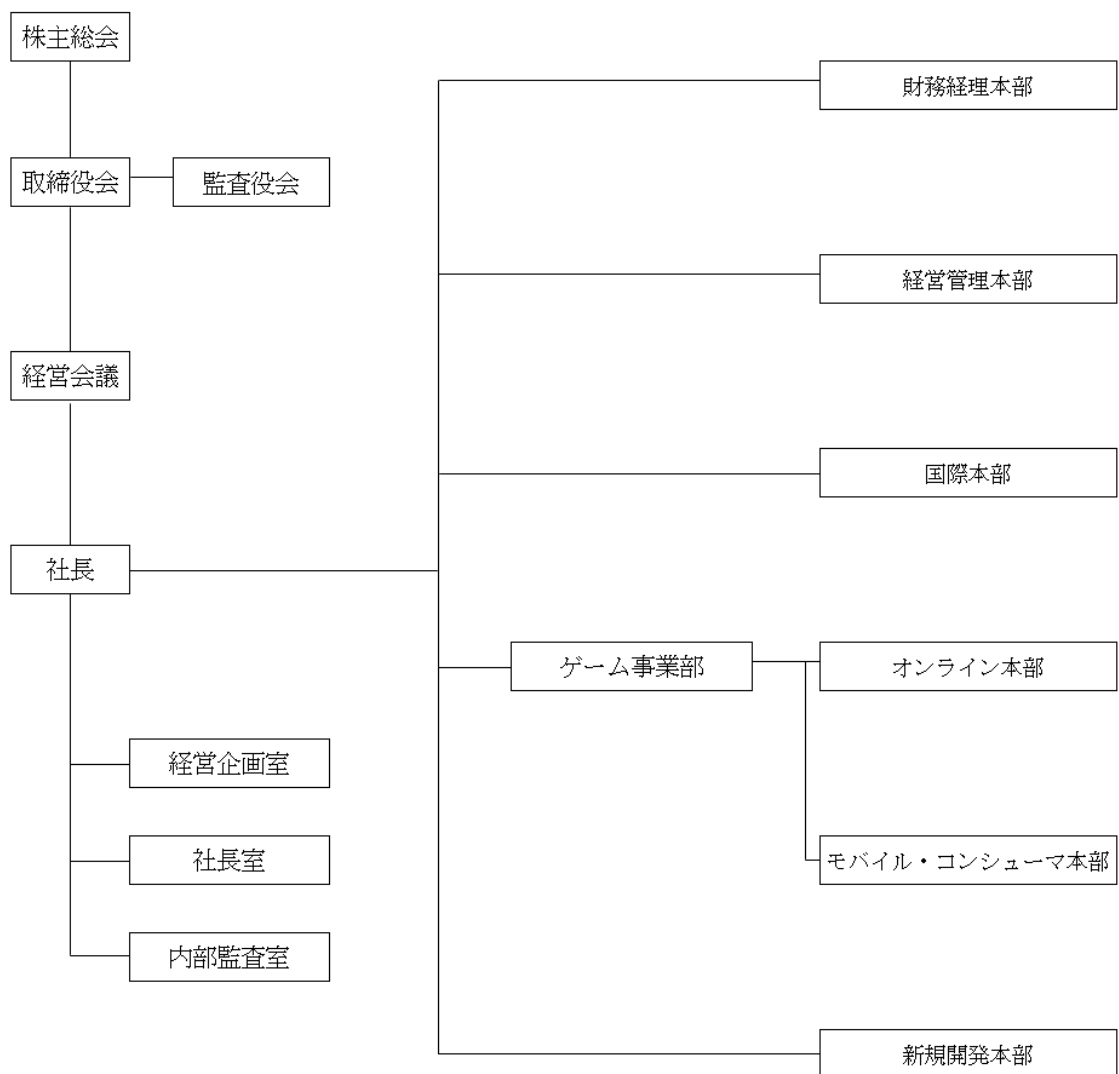 株主総会
財務経理本部
取締役会
監査役会
経営管理本部
経営会議
国際本部
社長
ゲーム事業部
オンライン本部
経営企画室
社長室
モバイル・コンシューマ本部
内部監査室
新規開発本部